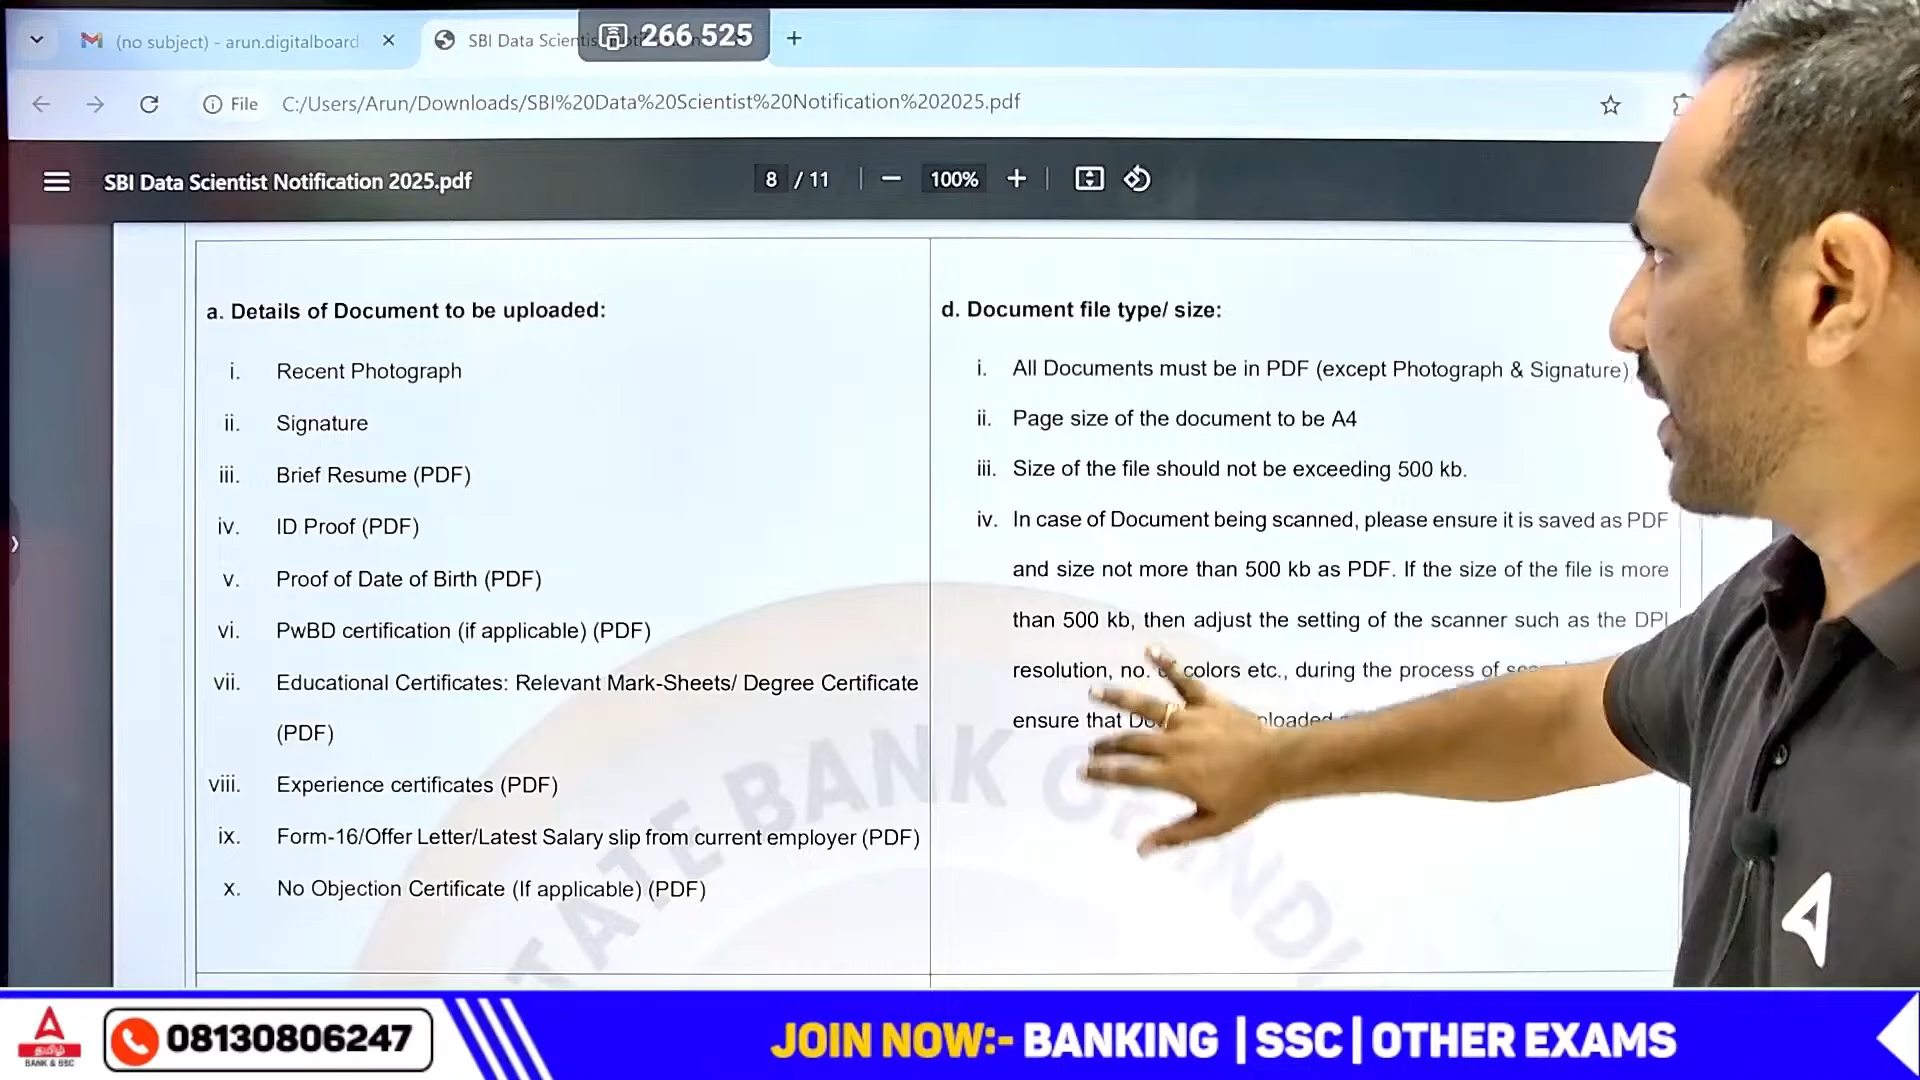 (no subject) - arun.digitalboard
SBI Data Scientis
266.525
File
C:/Users/Arun/Downloads/SBI%20Data%20Scientist%20Notification%202025.pdf
SBI Data Scientist Notification 2025.pdf
8 / 11
100%
a. Details of Document to be uploaded:
i. Recent Photograph
ii. Signature
iii. Brief Resume (PDF)
iv. ID Proof (PDF)
v. Proof of Date of Birth (PDF)
vi. PwBD certification (if applicable) (PDF)
vii. Educational Certificates: Relevant Mark-Sheets/ Degree Certificate
(PDF)
viii. Experience certificates (PDF)
ix. Form-16/Offer Letter/Latest Salary slip from current employer (PDF)
x. No Objection Certificate (If applicable) (PDF)
d. Document file type/ size:
i. All Documents must be in PDF (except Photograph & Signature)
ii. Page size of the document to be A4
iii. Size of the file should not be exceeding 500 kb.
iv. In case of Document being scanned, please ensure it is saved as PDF
and size not more than 500 kb as PDF. If the size of the file is more
than 500 kb, then adjust the setting of the scanner such as the DPI
resolution, no. colors etc., during the process of
ensure that
STATE BANK OF INDI
தமிழ்
BANK & SSC
08130806247
JOIN NOW:- BANKING | SSC | OTHER EXAMS